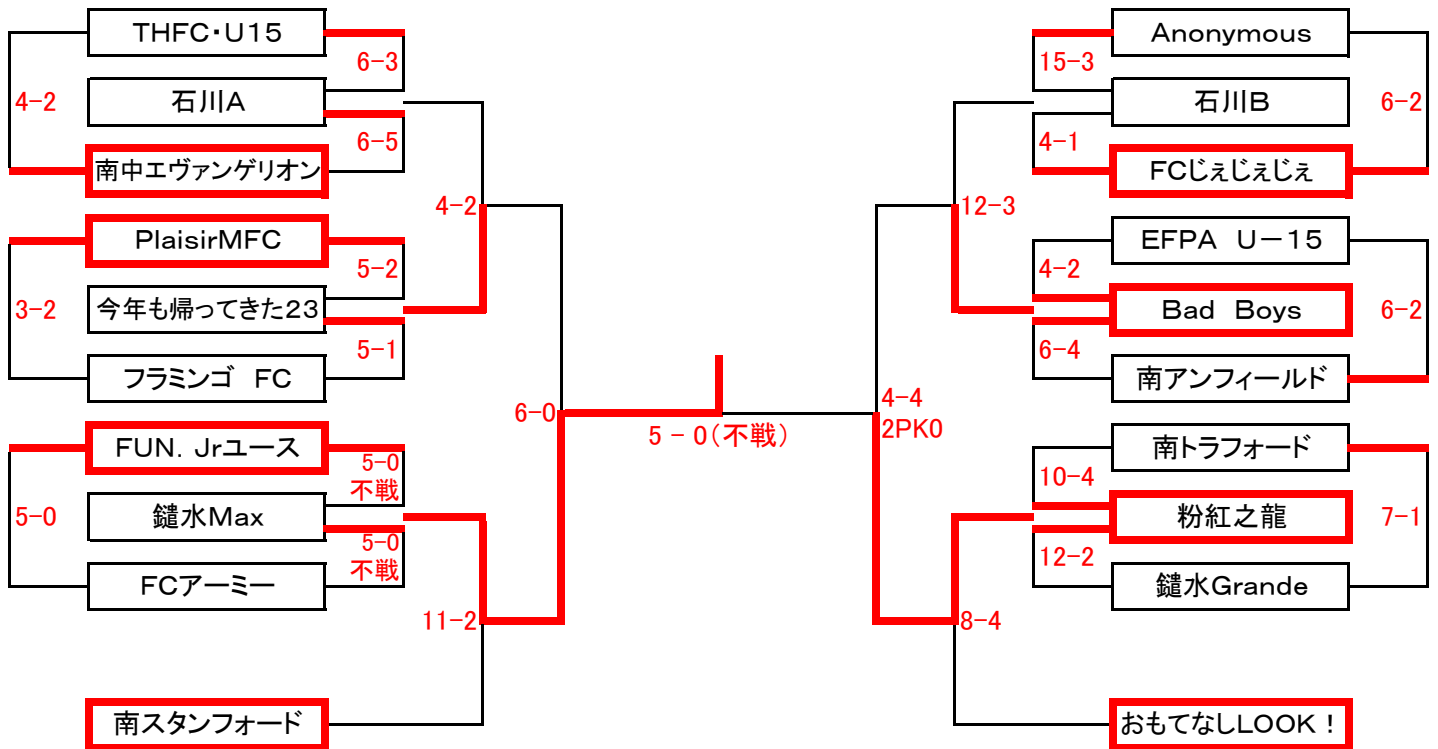 THFC・U15
6-3
石川A
4-2
6-5
南中エヴァンゲリオン
4-2
PlaisirMFC
5-2
3-2
今年も帰ってきた23
5-1
フラミンゴ FC
6-0
FUN. Jrユース
5-0
不戦
5-0
鑓水Max
5-0
不戦
FCアーミー
11-2
南スタンフォード
5-0(不戦)
Anonymous
15-3
石川B
6-2
4-1
FCじぇじぇじぇ
12-3
EFPA U-15
4-2
Bad Boys
6-2
6-4
南アンフィールド
4-4
2PK0
南トラフォード
10-4
粉紅之龍
7-1
12-2
鑓水Grande
8-4
おもてなしLOOK!